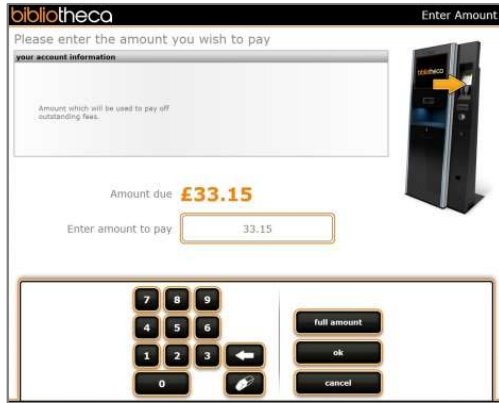 bibliotheca
Enter Amount
Please enter the amount you wish to pay
your account information
Amount which will be used to pay off
outstanding fees.
bibliotheca
Amount due £33.15
Enter amount to pay 33.15
7 8 9
4 5 6
1 2 3
0
full amount
ok
cancel